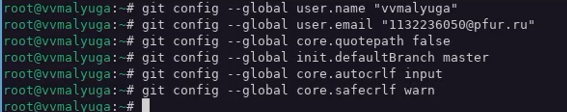 root@vvmalyuga:~# git config --global user.name "vvmalyuga"
root@vvmalyuga:~# git config --global user.email "1132236050@pfur.ru"
root@vvmalyuga:~# git config --global core.quotepath false
root@vvmalyuga:~# git config --global init.defaultBranch master
root@vvmalyuga:~# git config --global core.autocrlf input
root@vvmalyuga:~# git config --global core.safecrlf warn
root@vvmalyuga:~#